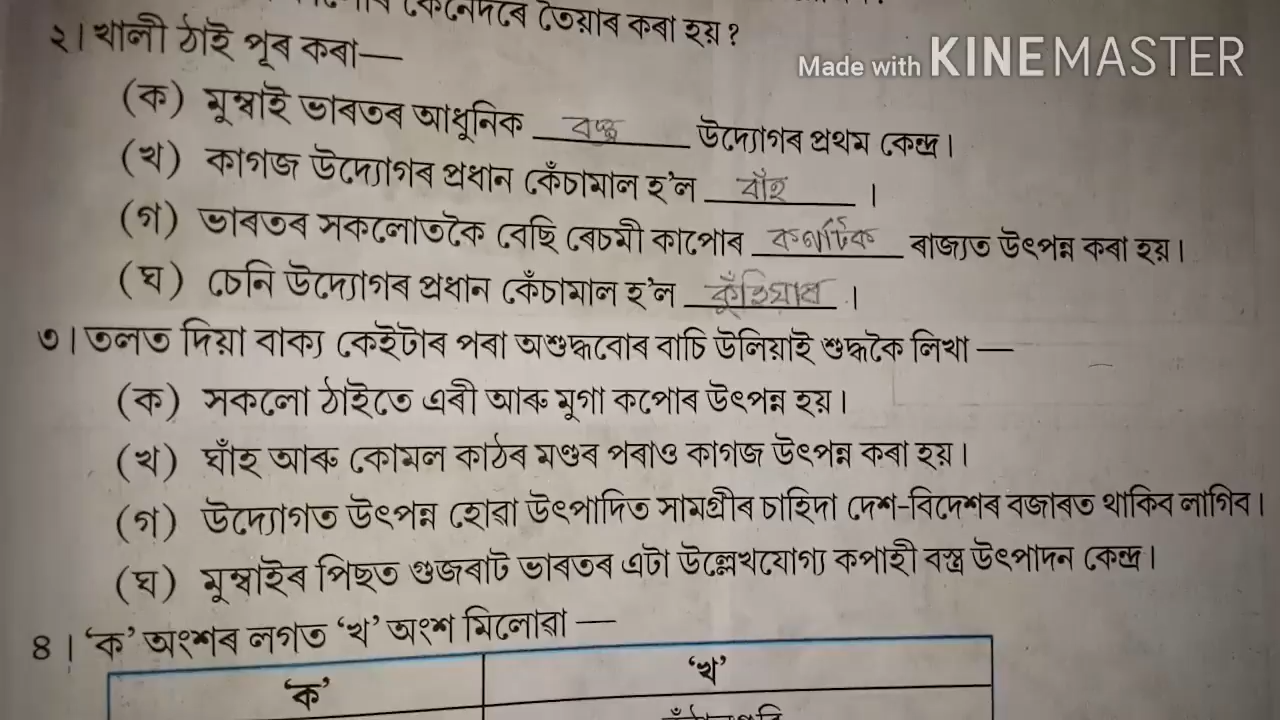 কেনেদৰে তৈয়াৰ কৰা হয়?
২। খালী ঠাই পূৰ কৰা—
Made with KINEMASTER
(ক) মুম্বাই ভাৰতৰ আধুনিক বস্ত্ৰ উদ্যোগৰ প্ৰথম কেন্দ্ৰ।
(খ) কাগজ উদ্যোগৰ প্ৰধান কেঁচামাল হ'ল বাঁহ ।
(গ) ভাৰতৰ সকলোতকৈ বেছি ৰেচমী কাপোৰ কৰ্ণাটক ৰাজ্যত উৎপন্ন কৰা হয়।
(ঘ) চেনি উদ্যোগৰ প্ৰধান কেঁচামাল হ'ল কুঁহিয়াৰ ।
৩। তলত দিয়া বাক্য কেইটাৰ পৰা অশুদ্ধবোৰ বাচি উলিয়াই শুদ্ধকৈ লিখা —
(ক) সকলো ঠাইতে এৰী আৰু মুগা কপোৰ উৎপন্ন হয়।
(খ) ঘাঁহ আৰু কোমল কাঠৰ মণ্ডৰ পৰাও কাগজ উৎপন্ন কৰা হয়।
(গ) উদ্যোগত উৎপন্ন হোৱা উৎপাদিত সামগ্ৰীৰ চাহিদা দেশ-বিদেশৰ বজাৰত থাকিব লাগিব।
(ঘ) মুম্বাইৰ পিছত গুজৰাট ভাৰতৰ এটা উল্লেখযোগ্য কপাহী বস্ত্ৰ উৎপাদন কেন্দ্ৰ।
৪। ‘ক’ অংশৰ লগত ‘খ’ অংশ মিলোৱা —
‘ক’ ‘খ’